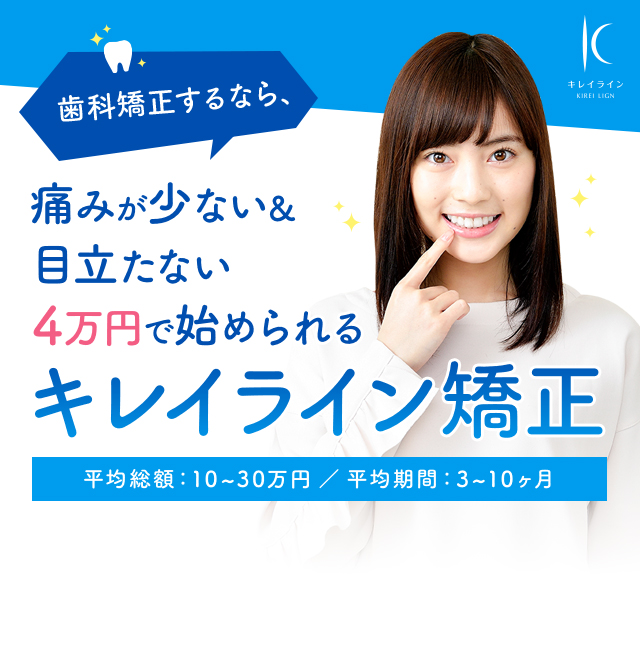 キレイライン
KIREI LIGN
歯科矯正するなら、
痛みが少ない&
目立たない
4万円で始められる
キレイライン矯正
平均総額：10~30万円 ／ 平均期間：3~10ヶ月